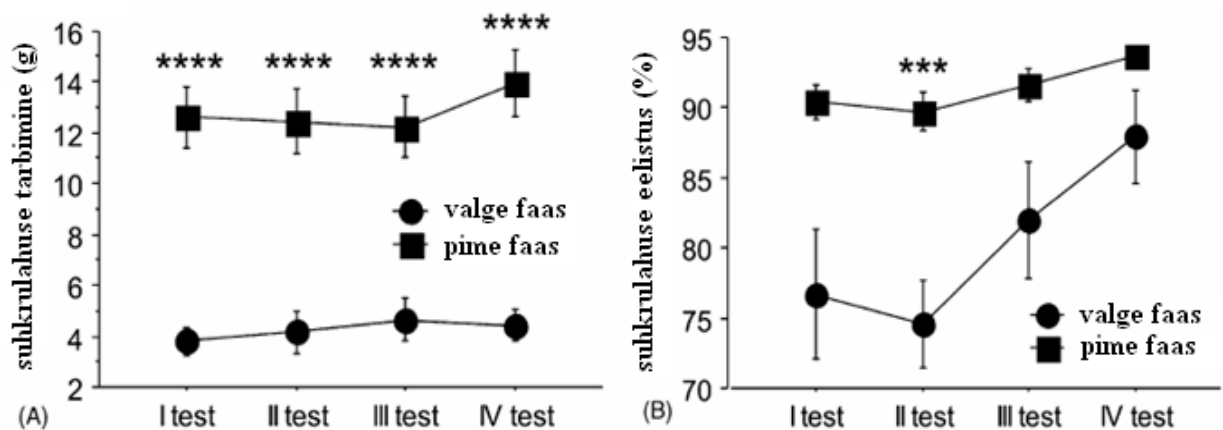 suhkrulahuse tarbimine (g)
16
14
12
10
8
6
4
2
****
****
****
****
valge faas
pime faas
(A)
I test
II test
III test
IV test
suhkrulahuse eelistus (%)
95
90
85
80
75
70
***
valge faas
pime faas
(B)
I test
II test
III test
IV test